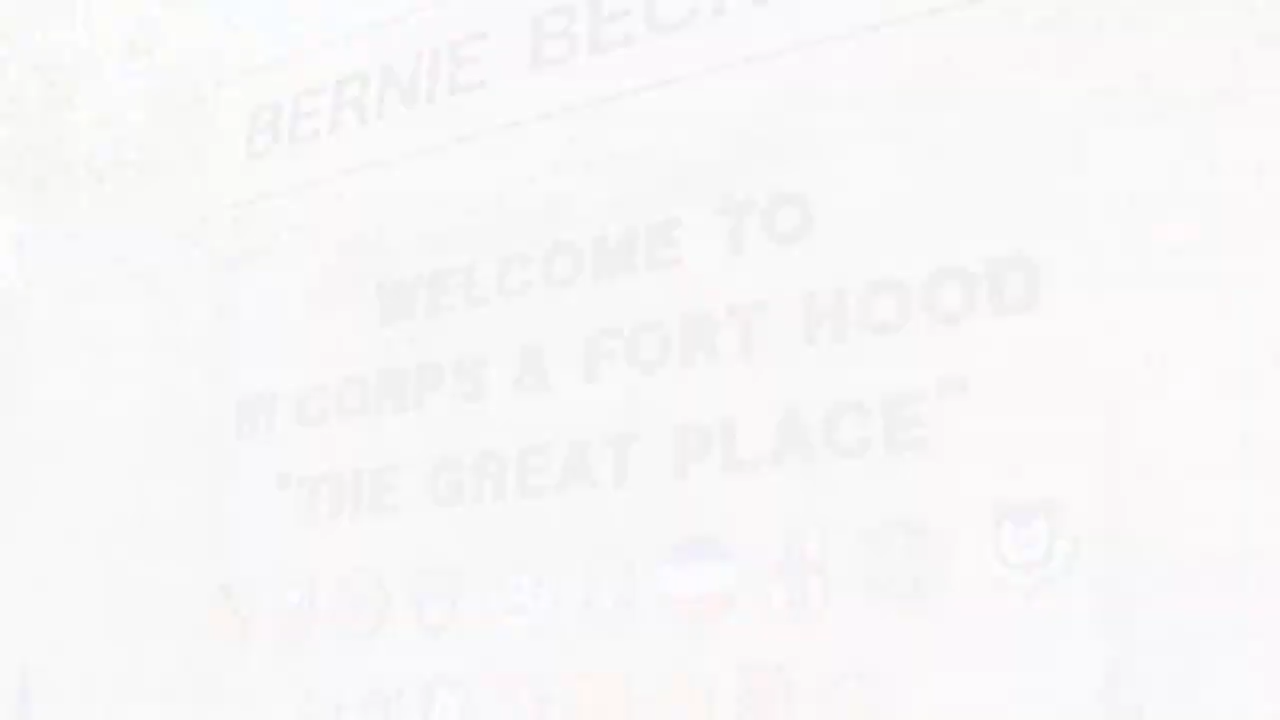 BERNIE
WELCOME TO
III CORPS & FORT HOOD
"THE GREAT PLACE"